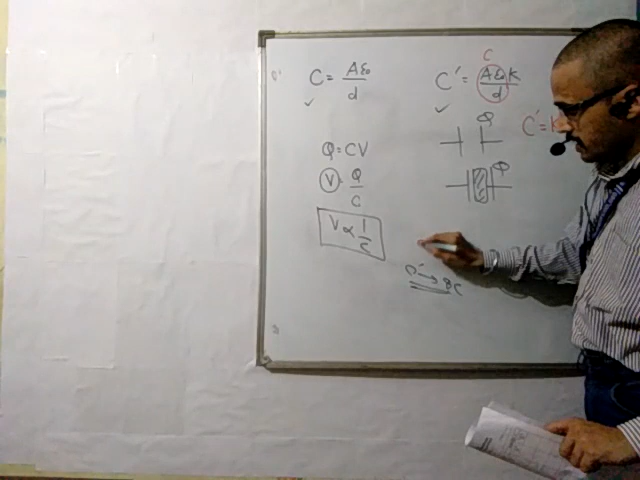 C = Aε₀/d
Q = CV
V = Q/C
V ∝ 1/C
C
C' = Aε₀k/d
Q
C' =
Q